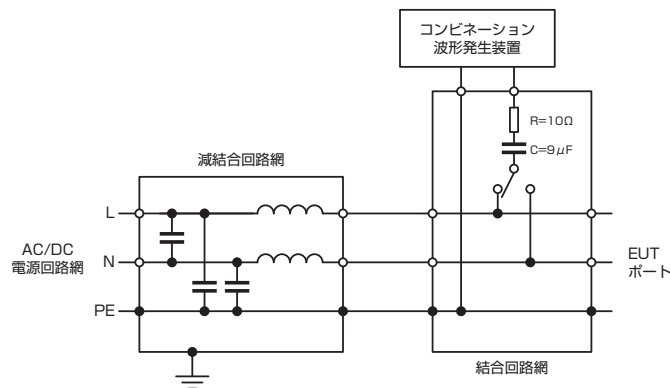 コンビネーション
波形発生装置
R=10Ω
C=9μF
減結合回路網
L
AC/DC
電源回路網
N
EUT
ポート
PE
結合回路網